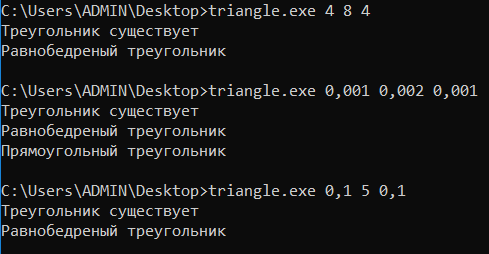 C:\Users\ADMIN\Desktop>triangle.exe 4 8 4
Треугольник существует
Равнобедреный треугольник
C:\Users\ADMIN\Desktop>triangle.exe 0,001 0,002 0,001
Треугольник существует
Равнобедреный треугольник
Прямоугольный треугольник
C:\Users\ADMIN\Desktop>triangle.exe 0,1 5 0,1
Треугольник существует
Равнобедреный треугольник